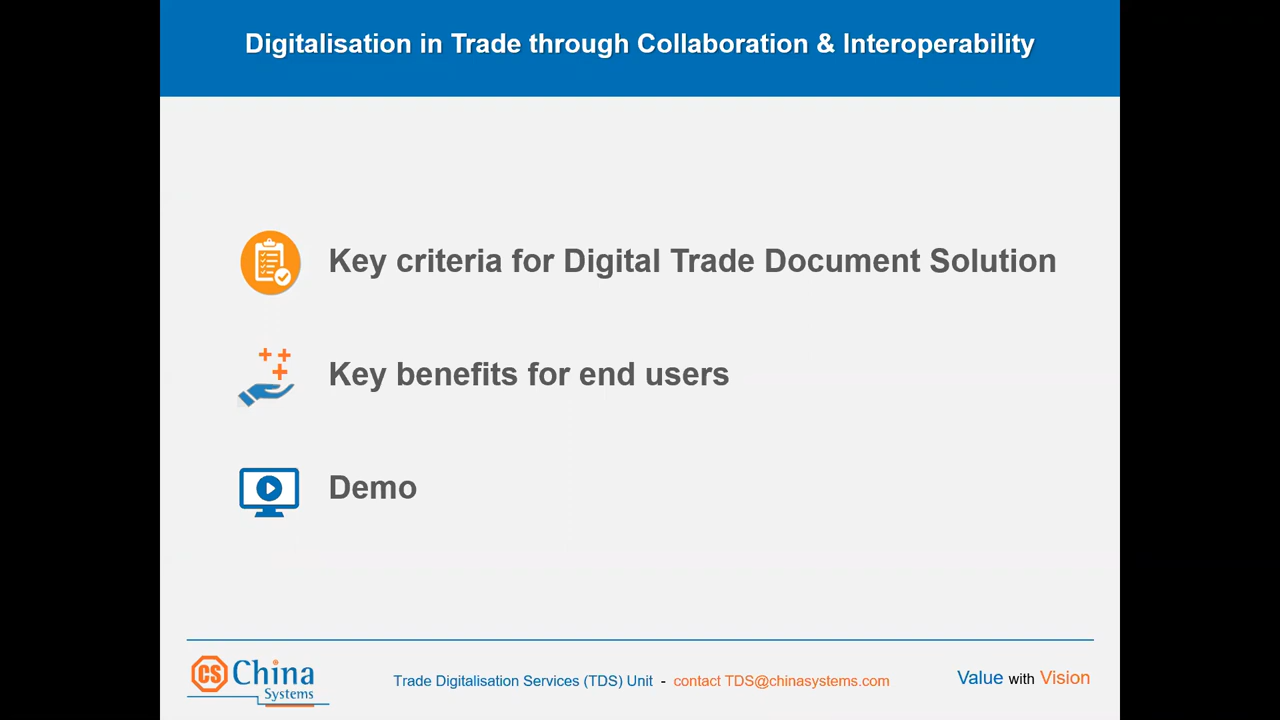 Digitalisation in Trade through Collaboration & Interoperability
Key criteria for Digital Trade Document Solution
Key benefits for end users
Demo
CS China
Systems
Trade Digitalisation Services (TDS) Unit - contact TDS@chinasystems.com
Value with Vision